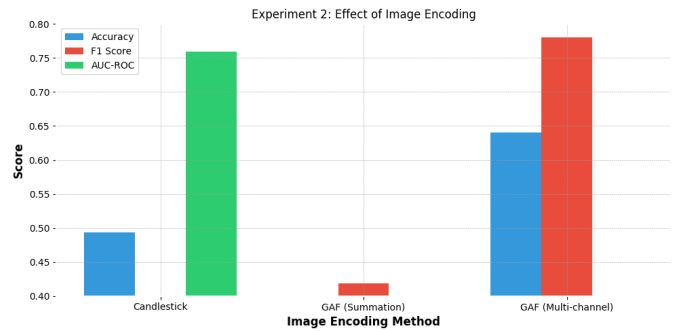 Experiment 2: Effect of Image Encoding
Accuracy
F1 Score
AUC-ROC
0.80
0.75
0.70
0.65
0.60
0.55
0.50
0.45
0.40
Score
Candlestick
GAF (Summation)
GAF (Multi-channel)
Image Encoding Method